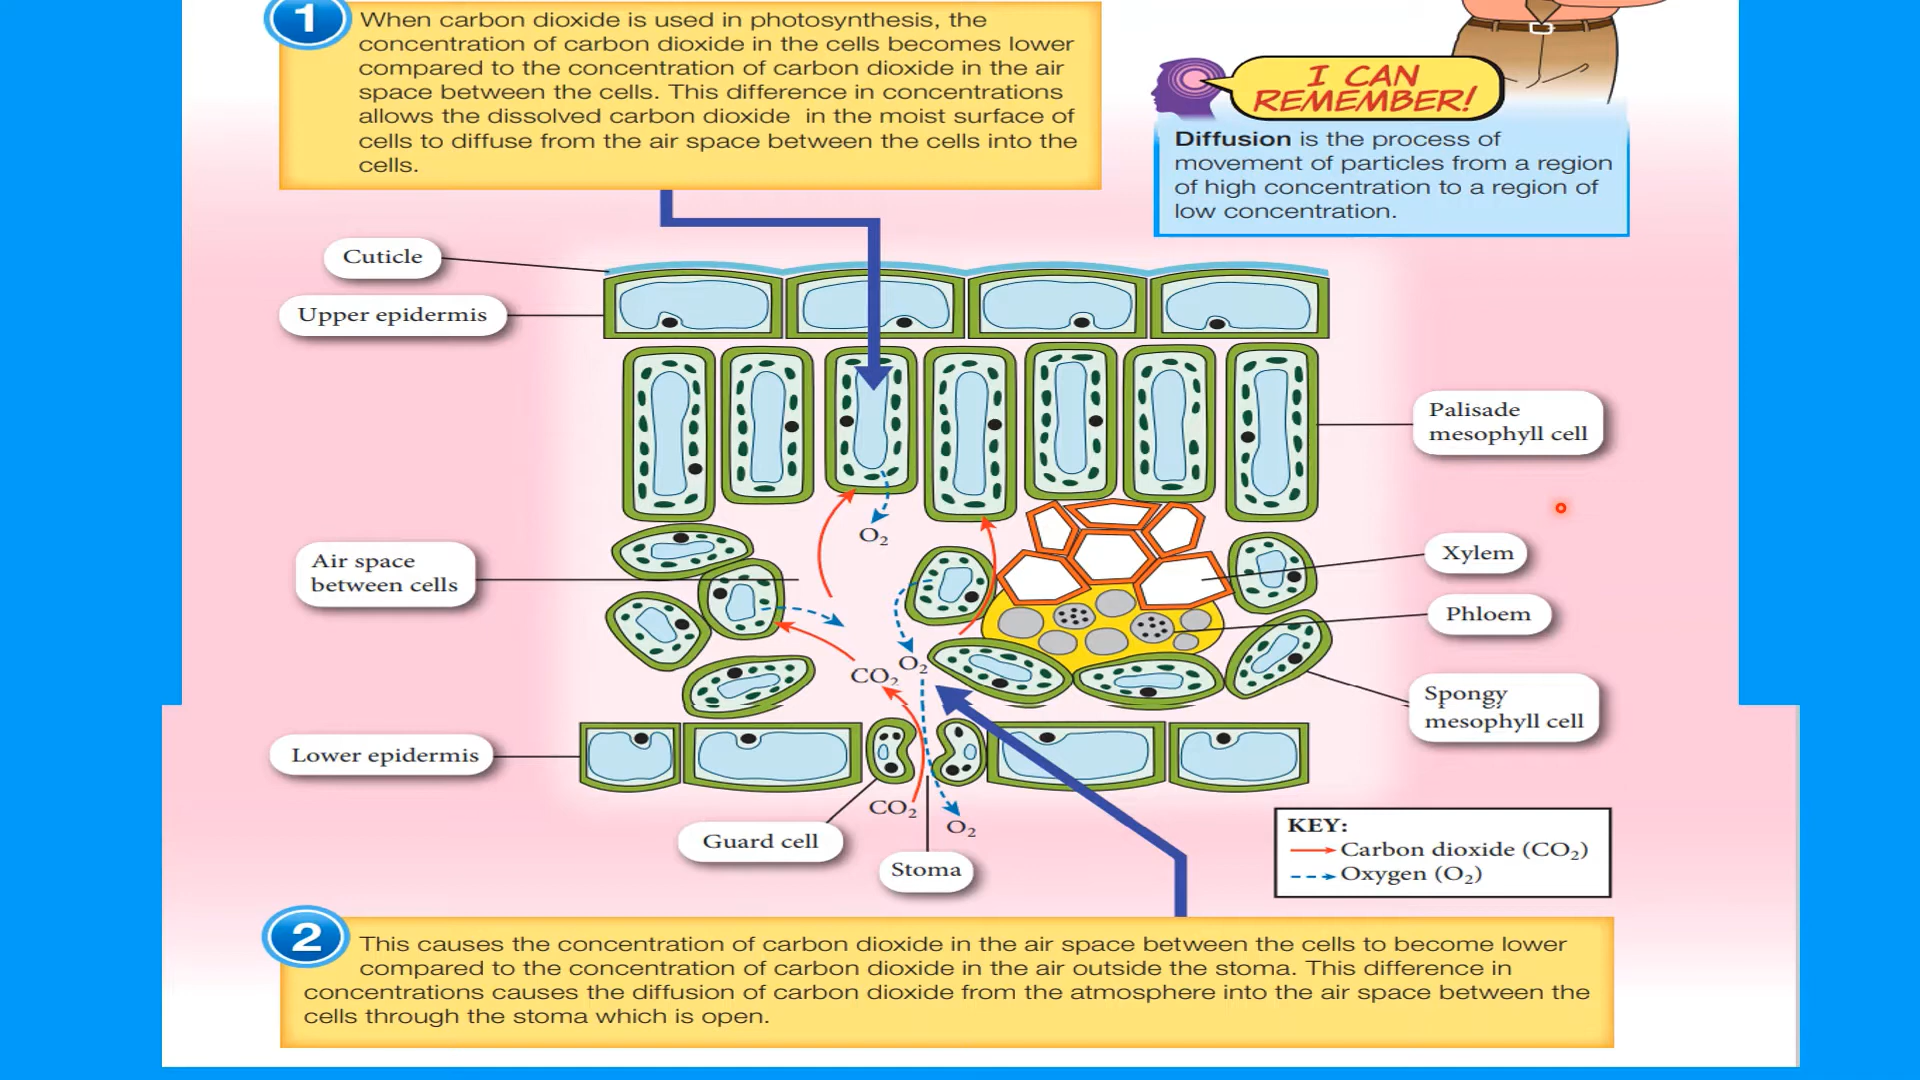 1
When carbon dioxide is used in photosynthesis, the
concentration of carbon dioxide in the cells becomes lower
compared to the concentration of carbon dioxide in the air
space between the cells. This difference in concentrations
allows the dissolved carbon dioxide in the moist surface of
cells to diffuse from the air space between the cells into the
cells.
I CAN
REMEMBER!
Diffusion is the process of
movement of particles from a region
of high concentration to a region of
low concentration.
Cuticle
Upper epidermis
Palisade
mesophyll cell
O₂
Air space
between cells
Xylem
Phloem
CO₂
O₂
Spongy
mesophyll cell
Lower epidermis
CO₂
O₂
Guard cell
Stoma
KEY:
Carbon dioxide (CO₂)
Oxygen (O₂)
2
This causes the concentration of carbon dioxide in the air space between the cells to become lower
compared to the concentration of carbon dioxide in the air outside the stoma. This difference in
concentrations causes the diffusion of carbon dioxide from the atmosphere into the air space between the
cells through the stoma which is open.